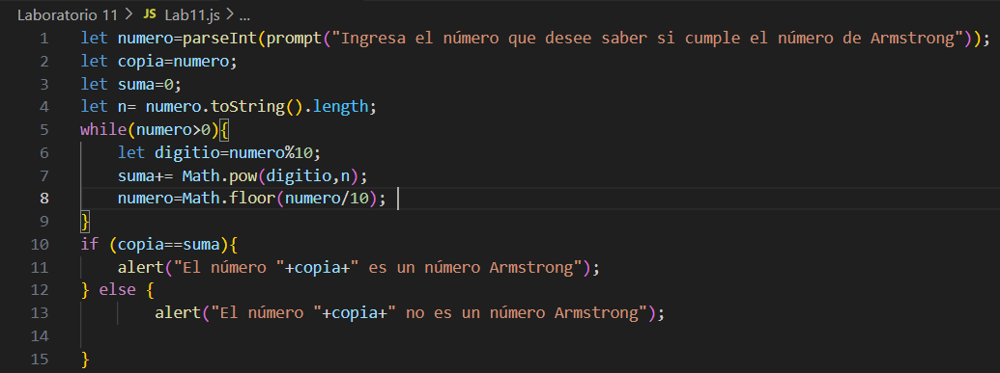 Laboratorio 11 > JS Lab11.js > ...
1 let numero=parseInt(prompt("Ingresa el número que desee saber si cumple el número de Armstrong"));
2 let copia=numero;
3 let suma=0;
4 let n= numero.toString().length;
5 while(numero>0){
6     let digitio=numero%10;
7     suma+= Math.pow(digitio,n);
8     numero=Math.floor(numero/10);
9 }
10 if (copia==suma){
11     alert("El número "+copia+" es un número Armstrong");
12 } else {
13         alert("El número "+copia+" no es un número Armstrong");
14
15 }